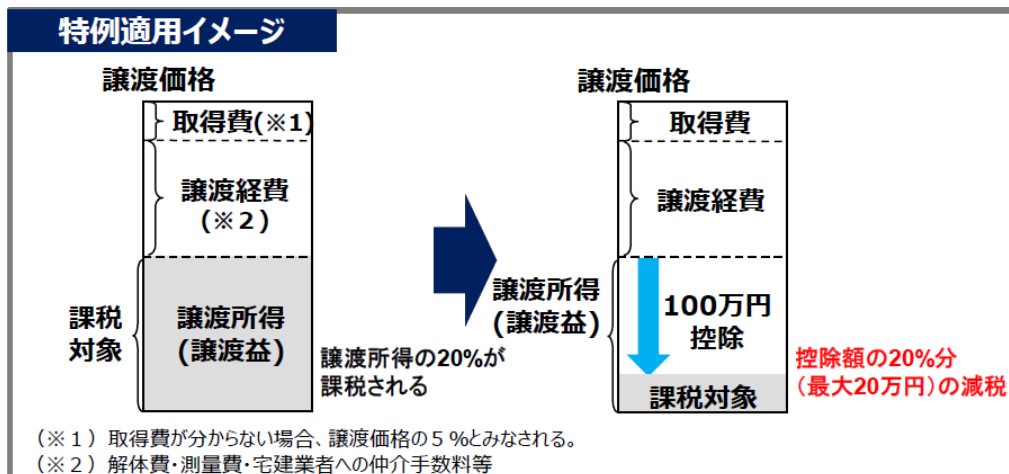 特例適用イメージ
譲渡価格
取得費(※1)
譲渡経費
(※２)
課税
対象
譲渡所得
(譲渡益)
譲渡所得の20%が
課税される
譲渡価格
取得費
譲渡経費
譲渡所得
(譲渡益)
100万円
控除
課税対象
控除額の20%分
（最大20万円）の減税
（※１）取得費が分からない場合、譲渡価格の５%とみなされる。
（※２）解体費・測量費・宅建業者への仲介手数料等